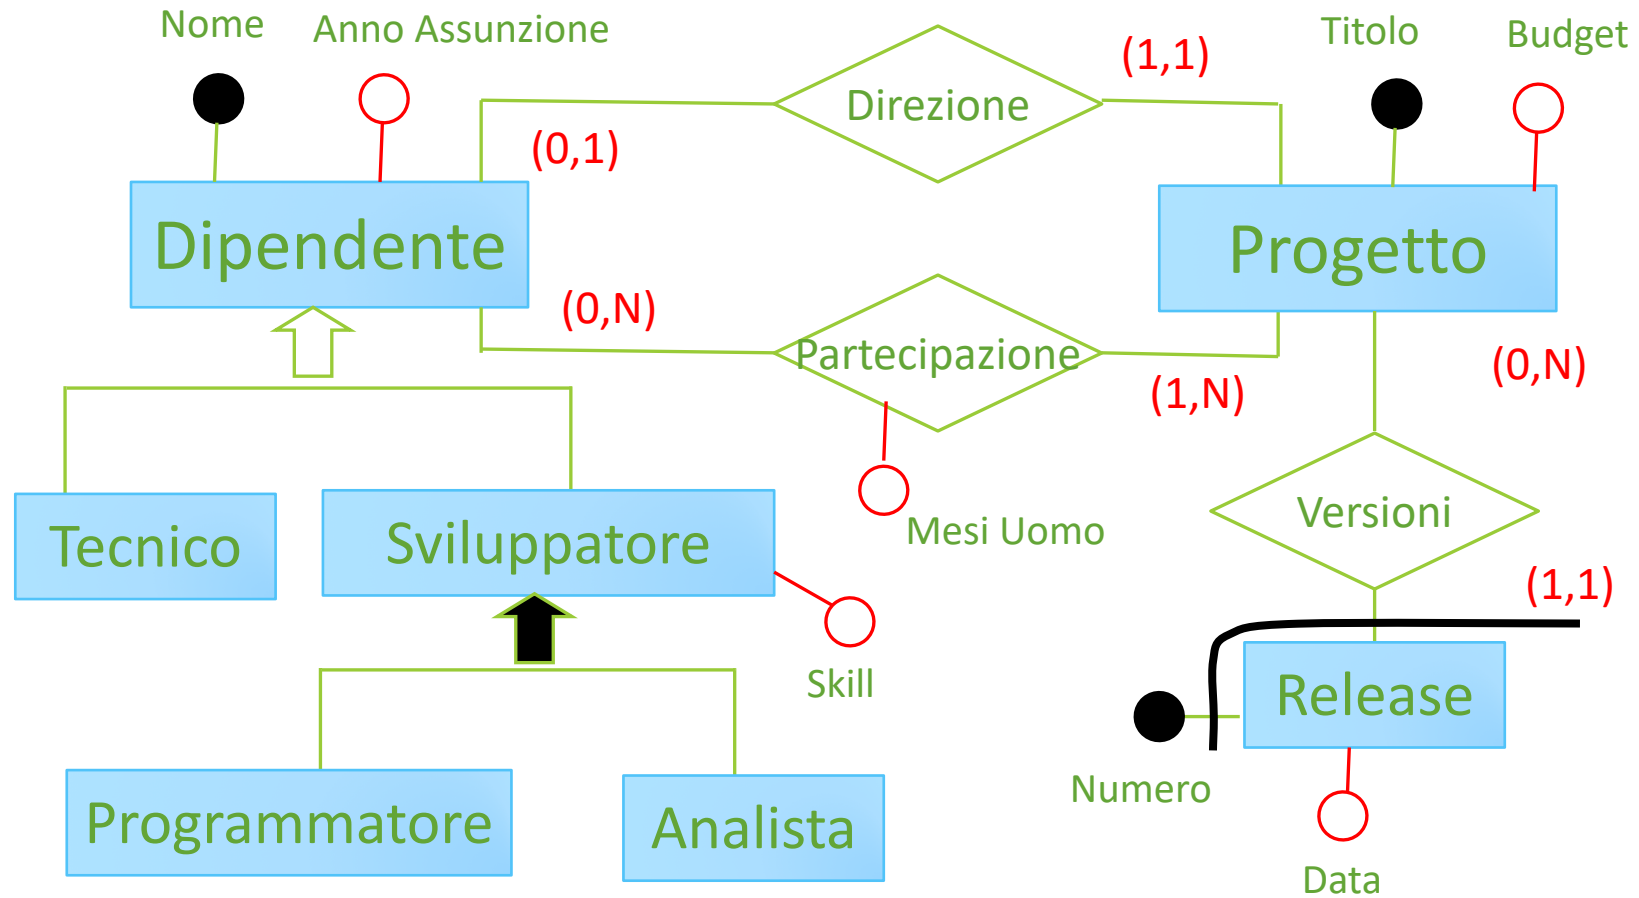 Nome
Anno Assunzione
Titolo
Budget
(1,1)
Direzione
(0,1)
Dipendente
Progetto
(0,N)
Partecipazione
(1,N)
(0,N)
Mesi Uomo
Versioni
Tecnico
Sviluppatore
(1,1)
Skill
Release
Numero
Programmatore
Analista
Data